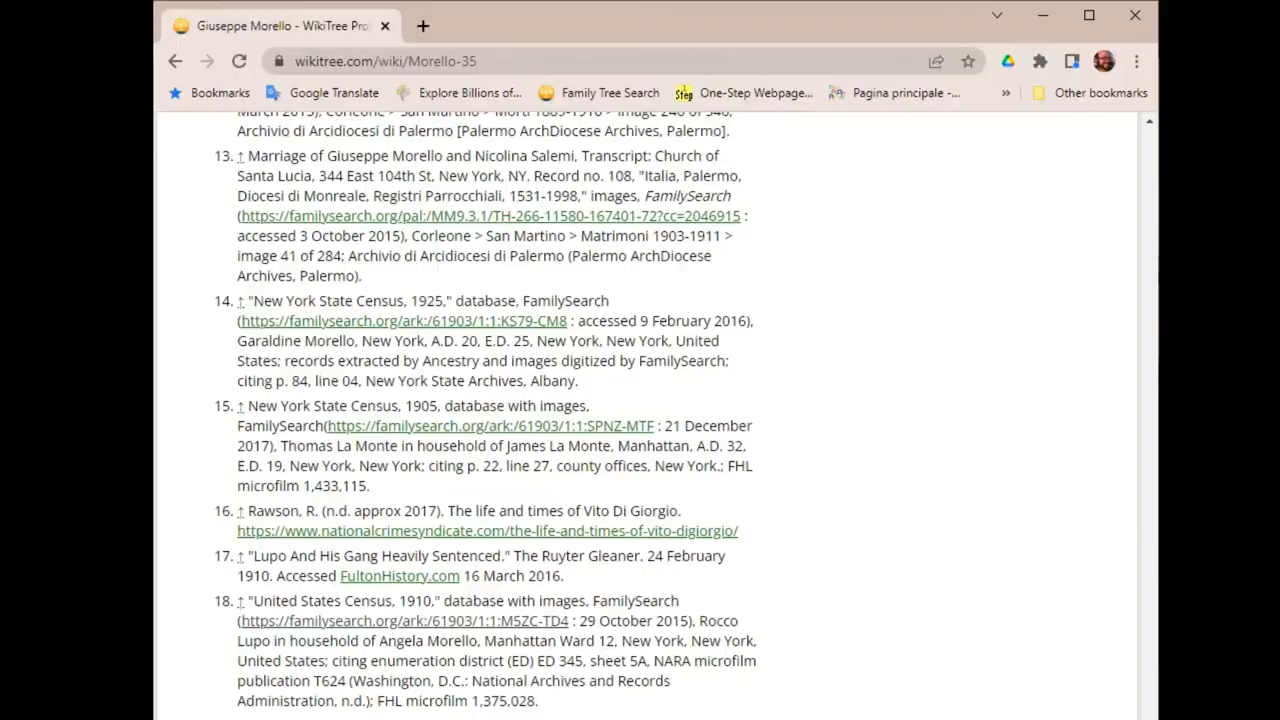 Giuseppe Morello - WikiTree Pro
wikitree.com/wiki/Morello-35
Bookmarks
Google Translate
Explore Billions of...
Family Tree Search
Step
One-Step Webpage...
Pagina principale -...
»
Other bookmarks
March 2015), Corleone > San Martino > Morti 1889-1910 > image 246 of 346;
Archivio di Arcidiocesi di Palermo [Palermo ArchDiocese Archives, Palermo].
13. ↑ Marriage of Giuseppe Morello and Nicolina Salemi, Transcript: Church of
Santa Lucia, 344 East 104th St, New York, NY. Record no. 108, "Italia, Palermo,
Diocesi di Monreale, Registri Parrocchiali, 1531-1998," images, FamilySearch
(https://familysearch.org/pal:/MM9.3.1/TH-266-11580-167401-72?cc=2046915 :
accessed 3 October 2015), Corleone > San Martino > Matrimoni 1903-1911 >
image 41 of 284; Archivio di Arcidiocesi di Palermo (Palermo ArchDiocese
Archives, Palermo).
14. ↑ "New York State Census, 1925," database, FamilySearch
(https://familysearch.org/ark:/61903/1:1:KS79-CM8 : accessed 9 February 2016),
Garaldine Morello, New York, A.D. 20, E.D. 25, New York, New York, United
States; records extracted by Ancestry and images digitized by FamilySearch;
citing p. 84, line 04, New York State Archives, Albany.
15. ↑ New York State Census, 1905, database with images,
FamilySearch(https://familysearch.org/ark:/61903/1:1:SPNZ-MTF : 21 December
2017), Thomas La Monte in household of James La Monte, Manhattan, A.D. 32,
E.D. 19, New York, New York; citing p. 22, line 27, county offices, New York.; FHL
microfilm 1,433,115.
16. ↑ Rawson, R. (n.d. approx 2017). The life and times of Vito Di Giorgio.
https://www.nationalcrimesyndicate.com/the-life-and-times-of-vito-digiorgio/
17. ↑ "Lupo And His Gang Heavily Sentenced." The Ruyter Gleaner. 24 February
1910. Accessed FultonHistory.com 16 March 2016.
18. ↑ "United States Census, 1910," database with images, FamilySearch
(https://familysearch.org/ark:/61903/1:1:M5ZC-TD4 : 29 October 2015), Rocco
Lupo in household of Angela Morello, Manhattan Ward 12, New York, New York,
United States; citing enumeration district (ED) ED 345, sheet 5A, NARA microfilm
publication T624 (Washington, D.C.: National Archives and Records
Administration, n.d.); FHL microfilm 1,375,028.